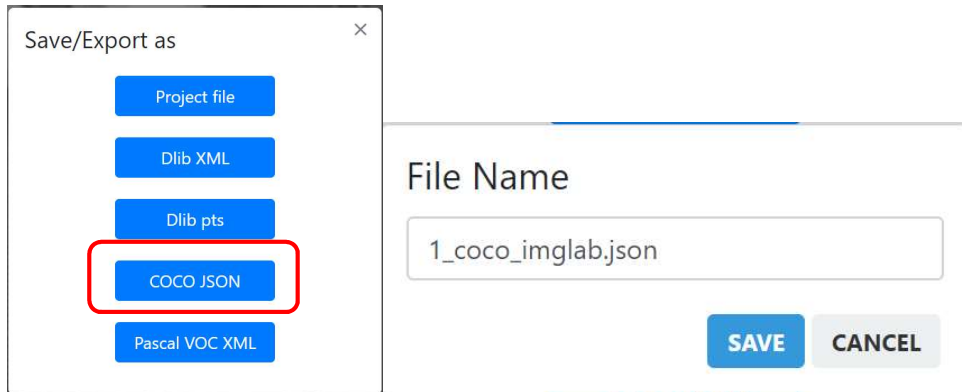 Save/Export as
×
Project file
Dlib XML
Dlib pts
COCO JSON
Pascal VOC XML
File Name
1_coco_imglab.json
SAVE
CANCEL